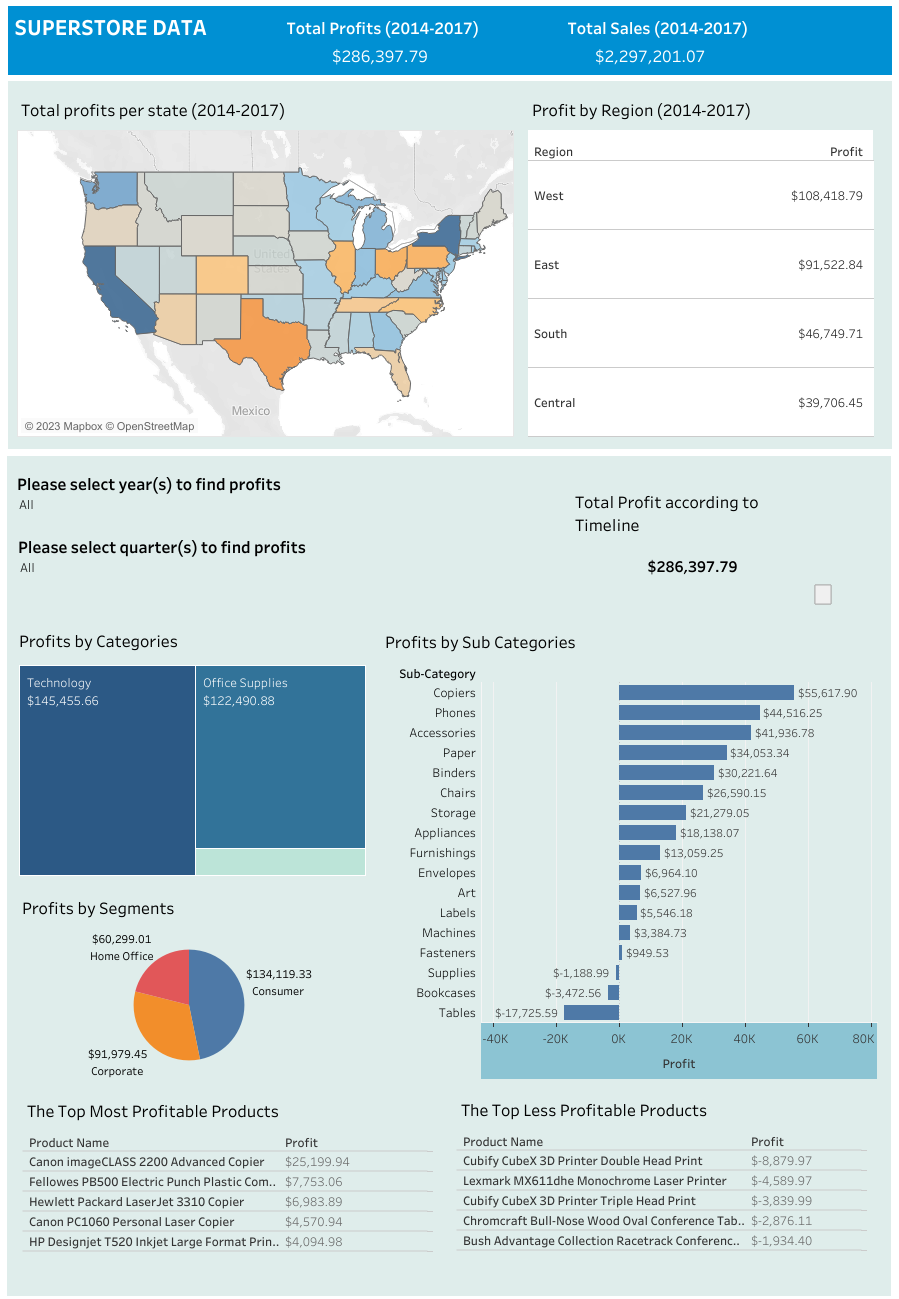 SUPERSTORE DATA
Total Profits (2014-2017)
$286,397.79
Total Sales (2014-2017)
$2,297,201.07
Total profits per state (2014-2017)
United
States
Mexico
© 2023 Mapbox © OpenStreetMap
Profit by Region (2014-2017)
Region Profit
West $108,418.79
East $91,522.84
South $46,749.71
Central $39,706.45
Please select year(s) to find profits
All
Please select quarter(s) to find profits
All
Total Profit according to
Timeline
$286,397.79
Profits by Categories
Technology
$145,455.66
Office Supplies
$122,490.88
Profits by Sub Categories
Sub-Category
Copiers $55,617.90
Phones $44,516.25
Accessories $41,936.78
Paper $34,053.34
Binders $30,221.64
Chairs $26,590.15
Storage $21,279.05
Appliances $18,138.07
Furnishings $13,059.25
Envelopes $6,964.10
Art $6,527.96
Labels $5,546.18
Machines $3,384.73
Fasteners $949.53
Supplies $-1,188.99
Bookcases $-3,472.56
Tables $-17,725.59
-40K -20K 0K 20K 40K 60K 80K
Profit
Profits by Segments
$60,299.01
Home Office
$134,119.33
Consumer
$91,979.45
Corporate
The Top Most Profitable Products
Product Name Profit
Canon imageCLASS 2200 Advanced Copier $25,199.94
Fellowes PB500 Electric Punch Plastic Com.. $7,753.06
Hewlett Packard LaserJet 3310 Copier $6,983.89
Canon PC1060 Personal Laser Copier $4,570.94
HP Designjet T520 Inkjet Large Format Prin.. $4,094.98
The Top Less Profitable Products
Product Name Profit
Cubify CubeX 3D Printer Double Head Print $-8,879.97
Lexmark MX611dhe Monochrome Laser Printer $-4,589.97
Cubify CubeX 3D Printer Triple Head Print $-3,839.99
Chromcraft Bull-Nose Wood Oval Conference Tab.. $-2,876.11
Bush Advantage Collection Racetrack Conferenc.. $-1,934.40